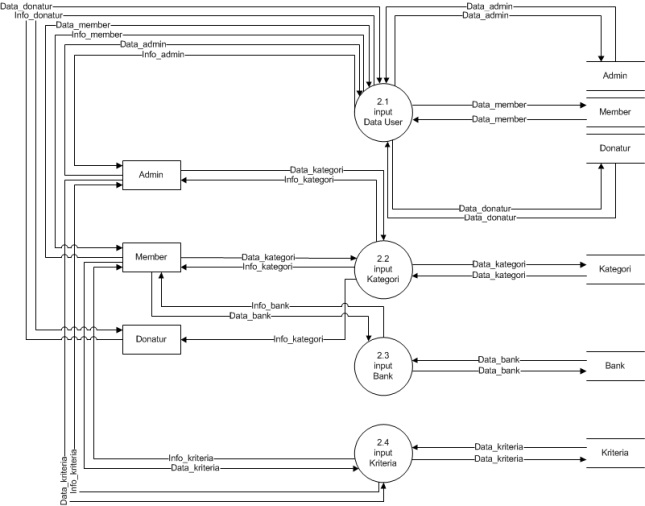 Data_donatur
Info_donatur
Data_member
Info_member
Data_admin
Info_admin
Data_admin
Data_admin
Admin
2.1
input
Data User
Data_member
Data_member
Member
Donatur
Admin
Data_kategori
Info_kategori
Data_donatur
Data_donatur
Member
Data_kategori
Info_kategori
2.2
input
Kategori
Data_kategori
Data_kategori
Kategori
Info_bank
Data_bank
Donatur
Info_kategori
2.3
input
Bank
Data_bank
Data_bank
Bank
2.4
input
Kriteria
Data_kriteria
Data_kriteria
Kriteria
Info_kriteria
Data_kriteria
Data_kriteria
Info_kriteria